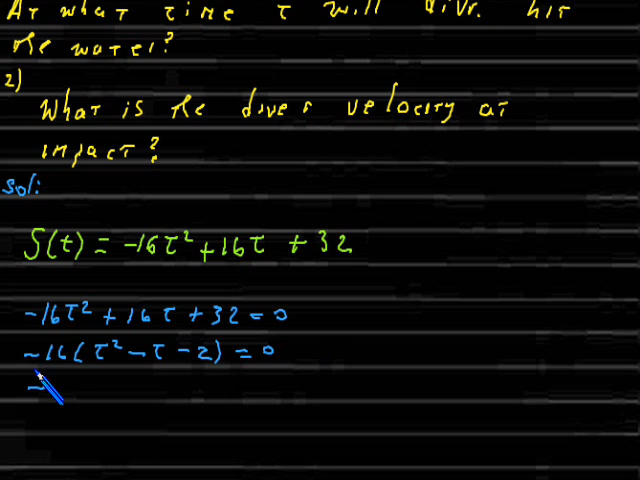 At what time t will diver hit
the water?
2)
What is the diver velocity at
impact?
Sol:
S(t) = -16t² + 16t + 32
-16t² + 16t + 32 = 0
-16(t² - t - 2) = 0
-